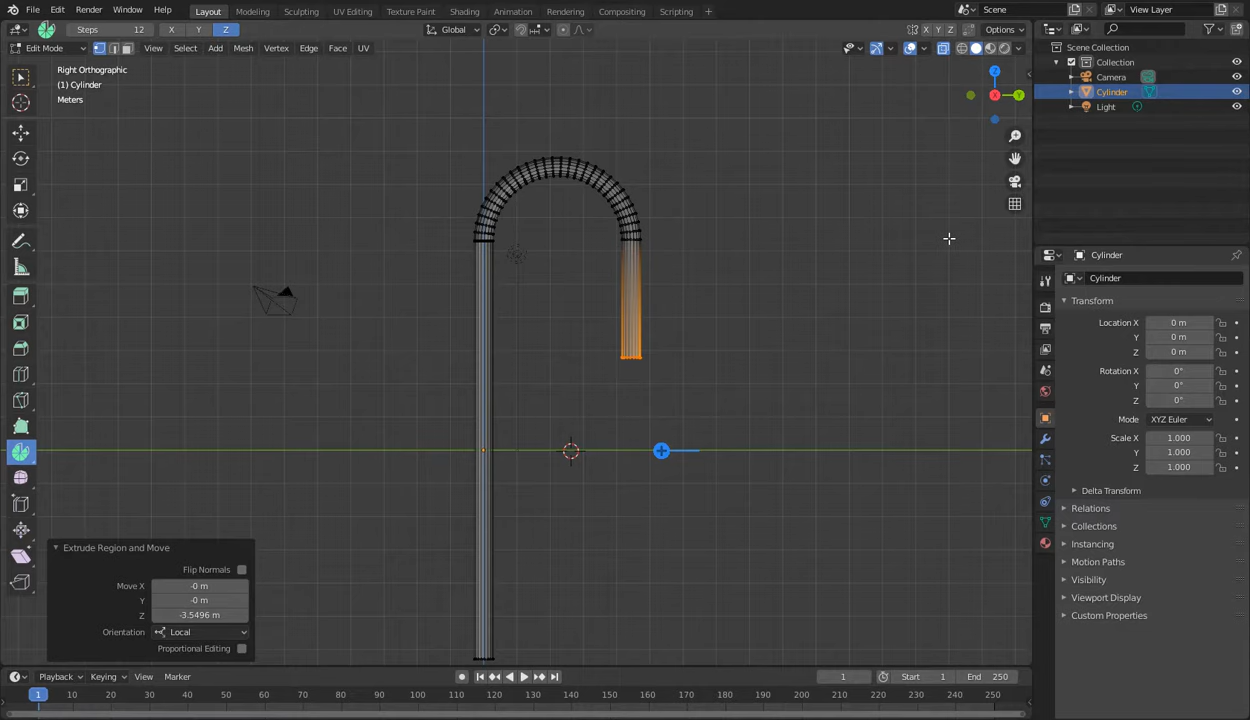 File Edit Render Window Help Layout Modeling Sculpting UV Editing Texture Paint Shading Animation Rendering Compositing Scripting Scene View Layer
Steps 12 X Y Z Global X Y Z Options
Edit Mode View Select Add Mesh Vertex Edge Face UV
Right Orthographic
(1) Cylinder
Meters
Z
X
Y
Scene Collection
Collection
Camera
Cylinder
Light
Cylinder
Cylinder
Transform
Location X 0 m
Y 0 m
Z 0 m
Rotation X 0°
Y 0°
Z 0°
Mode XYZ Euler
Scale X 1.000
Y 1.000
Z 1.000
Delta Transform
Relations
Collections
Instancing
Motion Paths
Visibility
Viewport Display
Custom Properties
Extrude Region and Move
Flip Normals
Move X -0 m
Y -0 m
Z -3.5496 m
Orientation Local
Proportional Editing
Playback Keying View Marker 1 Start 1 End 250
1 10 20 30 40 50 60 70 80 90 100 110 120 130 140 150 160 170 180 190 200 210 220 230 240 250